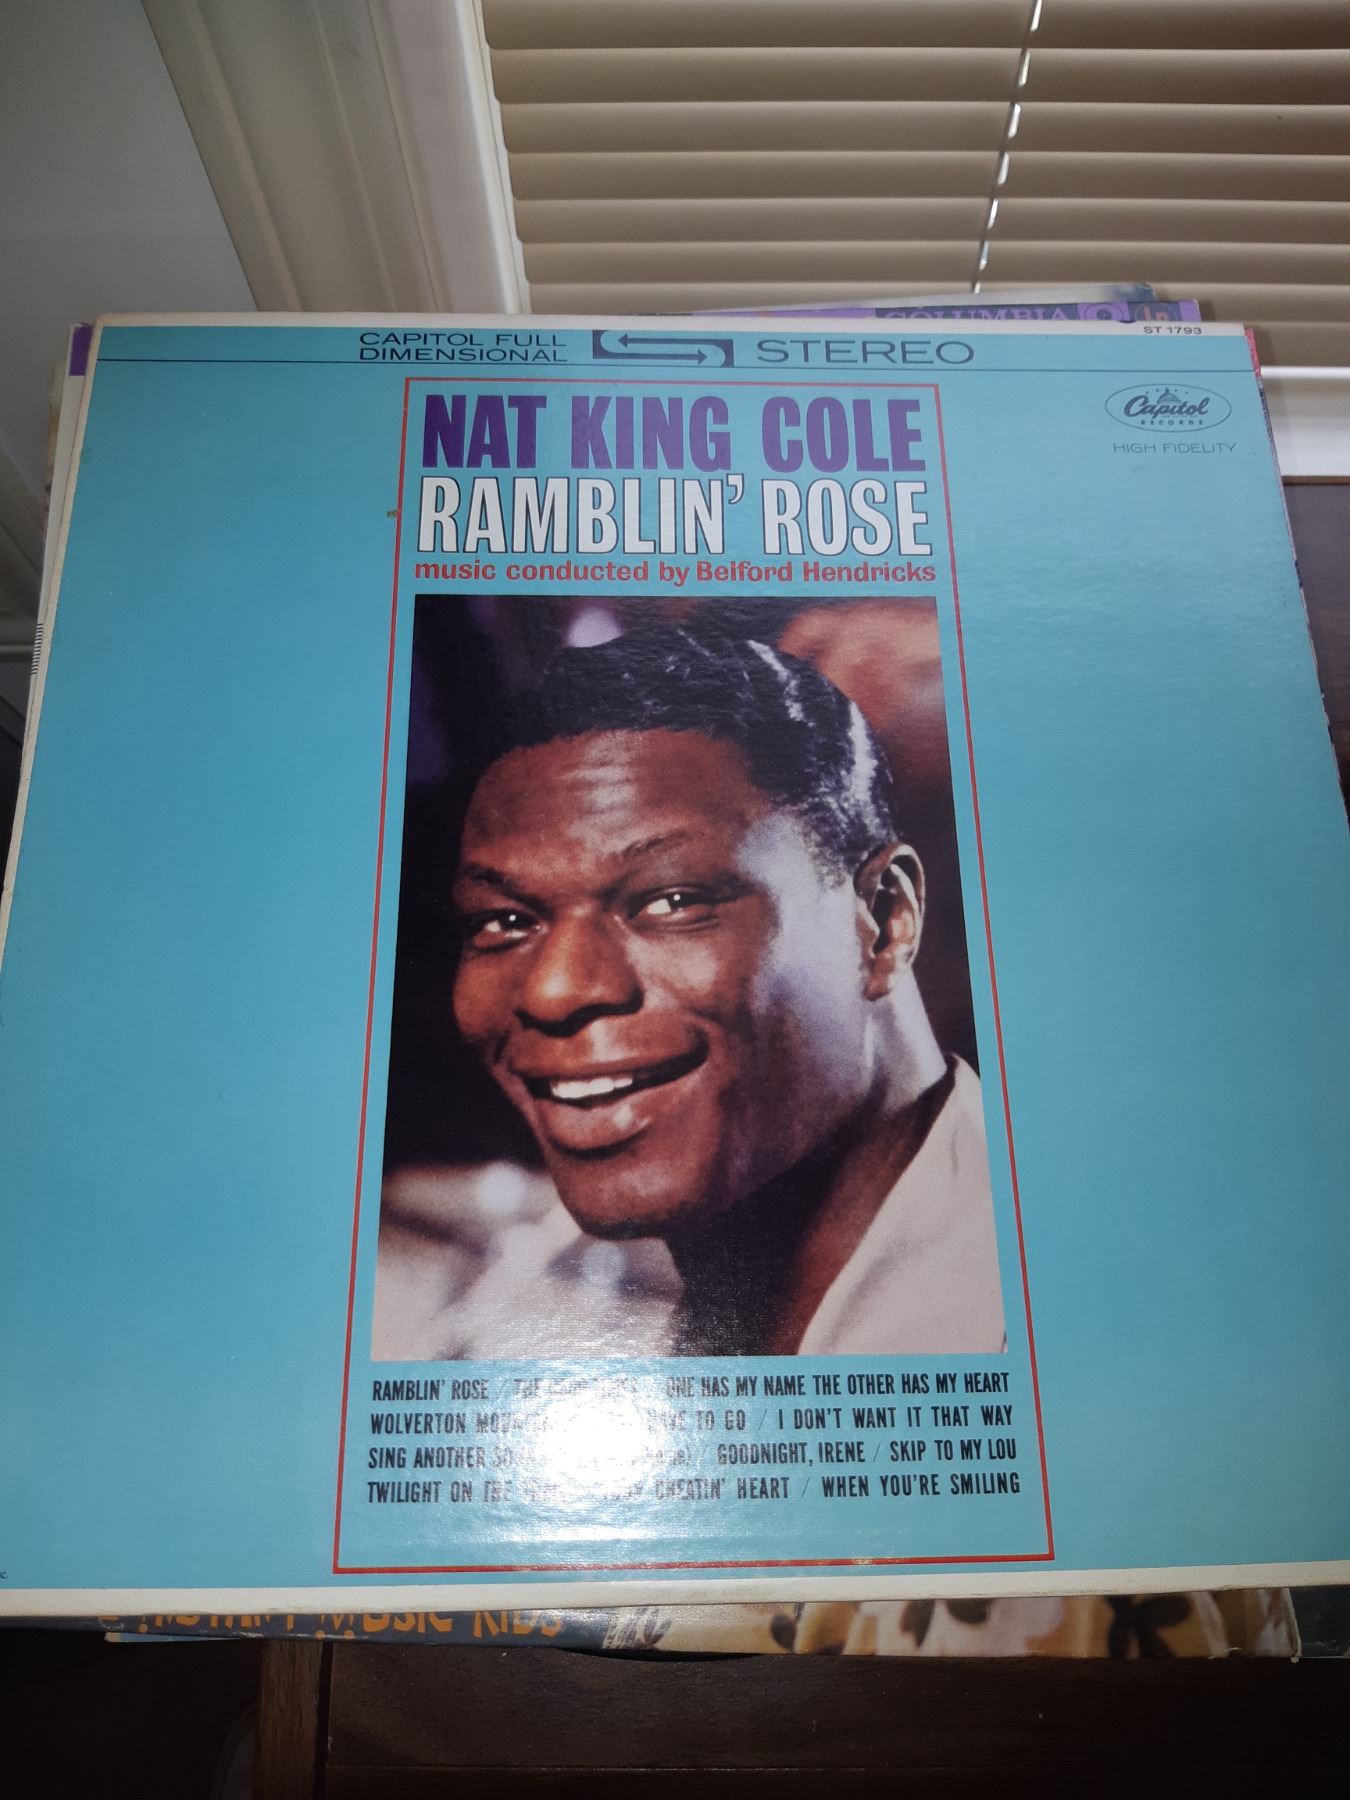 COLUMBIA
ST 1793
CAPITOL FULL
DIMENSIONAL
STEREO
NAT KING COLE
RAMBLIN' ROSE
music conducted by Belford Hendricks
Capitol
RECORDS
HIGH FIDELITY
RAMBLIN' ROSE / THE / ONE HAS MY NAME THE OTHER HAS MY HEART
WOLVERTON TO GO / I DON'T WANT IT THAT WAY
SING ANOTHER / GOODNIGHT, IRENE / SKIP TO MY LOU
TWILIGHT ON THE CHEATIN' HEART / WHEN YOU'RE SMILING
MUSIC KIDS